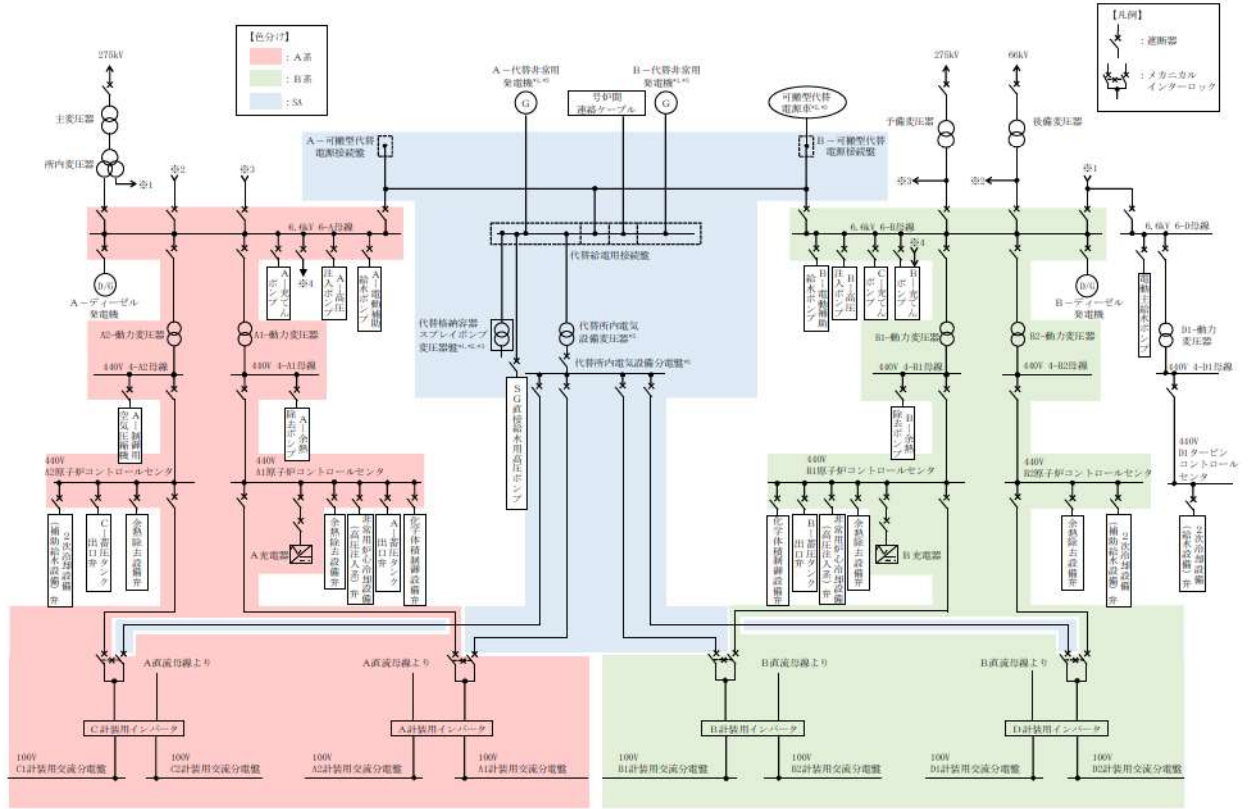 【色分け】
：A系
：B系
：SA
【凡例】
：遮断器
：メカニカル
インターロック
275kV
主変圧器
所内変圧器
※1
※2
※3
A－代替非常用
発電機
G
号炉間
連絡ケーブル
B－代替非常用
発電機
G
可搬型代替
電源車
A－可搬型代替
電源接続盤
B－可搬型代替
電源接続盤
275kV
66kV
予備変圧器
後備変圧器
※3
※2
※1
6.6kV 6-A母線
代替給電用接続盤
6.6kV 6-B母線
6.6kV 6-D母線
D/G
A－ディーゼル
発電機
A－充てん
ポンプ
※4
A－高圧
注入ポンプ
A－電動補助
給水ポンプ
B－電動補助
給水ポンプ
B－高圧
注入ポンプ
C－充てん
ポンプ
※4
B－充てん
ポンプ
D/G
B－ディーゼル
発電機
電動主給水ポンプ
A2-動力変圧器
A1-動力変圧器
代替格納容器
スプレイポンプ
変圧器盤
代替所内電気
設備変圧器
代替所内電気設備分電盤
B1-動力変圧器
B2-動力変圧器
D1-動力
変圧器
440V 4-A2母線
440V 4-A1母線
440V 4-B1母線
440V 4-B2母線
440V 4-D1母線
A－制御用
空気圧縮機
A－余熱
除去ポンプ
SG直接給水用高圧ポンプ
B－余熱
除去ポンプ
440V
A2原子炉コントロールセンタ
440V
A1原子炉コントロールセンタ
440V
B1原子炉コントロールセンタ
440V
B2原子炉コントロールセンタ
440V
D1タービン
コントロール
センタ
2次冷却設備
(補助給水設備)弁
C－蓄圧タンク
出口弁
余熱除去設備弁
A充電器
余熱除去設備弁
非常用炉心冷却設備
(高圧注入系)弁
A－蓄圧タンク
出口弁
化学体積制御設備弁
化学体積制御設備弁
B－蓄圧タンク
出口弁
非常用炉心冷却設備
(高圧注入系)弁
余熱除去設備弁
B充電器
余熱除去設備弁
2次冷却設備
(補助給水設備)弁
2次冷却設備
(給水設備)弁
A直流母線より
A直流母線より
B直流母線より
B直流母線より
C計装用インバータ
A計装用インバータ
B計装用インバータ
D計装用インバータ
100V
C1計装用交流分電盤
100V
C2計装用交流分電盤
100V
A2計装用交流分電盤
100V
A1計装用交流分電盤
100V
B1計装用交流分電盤
100V
B2計装用交流分電盤
100V
D1計装用交流分電盤
100V
D2計装用交流分電盤